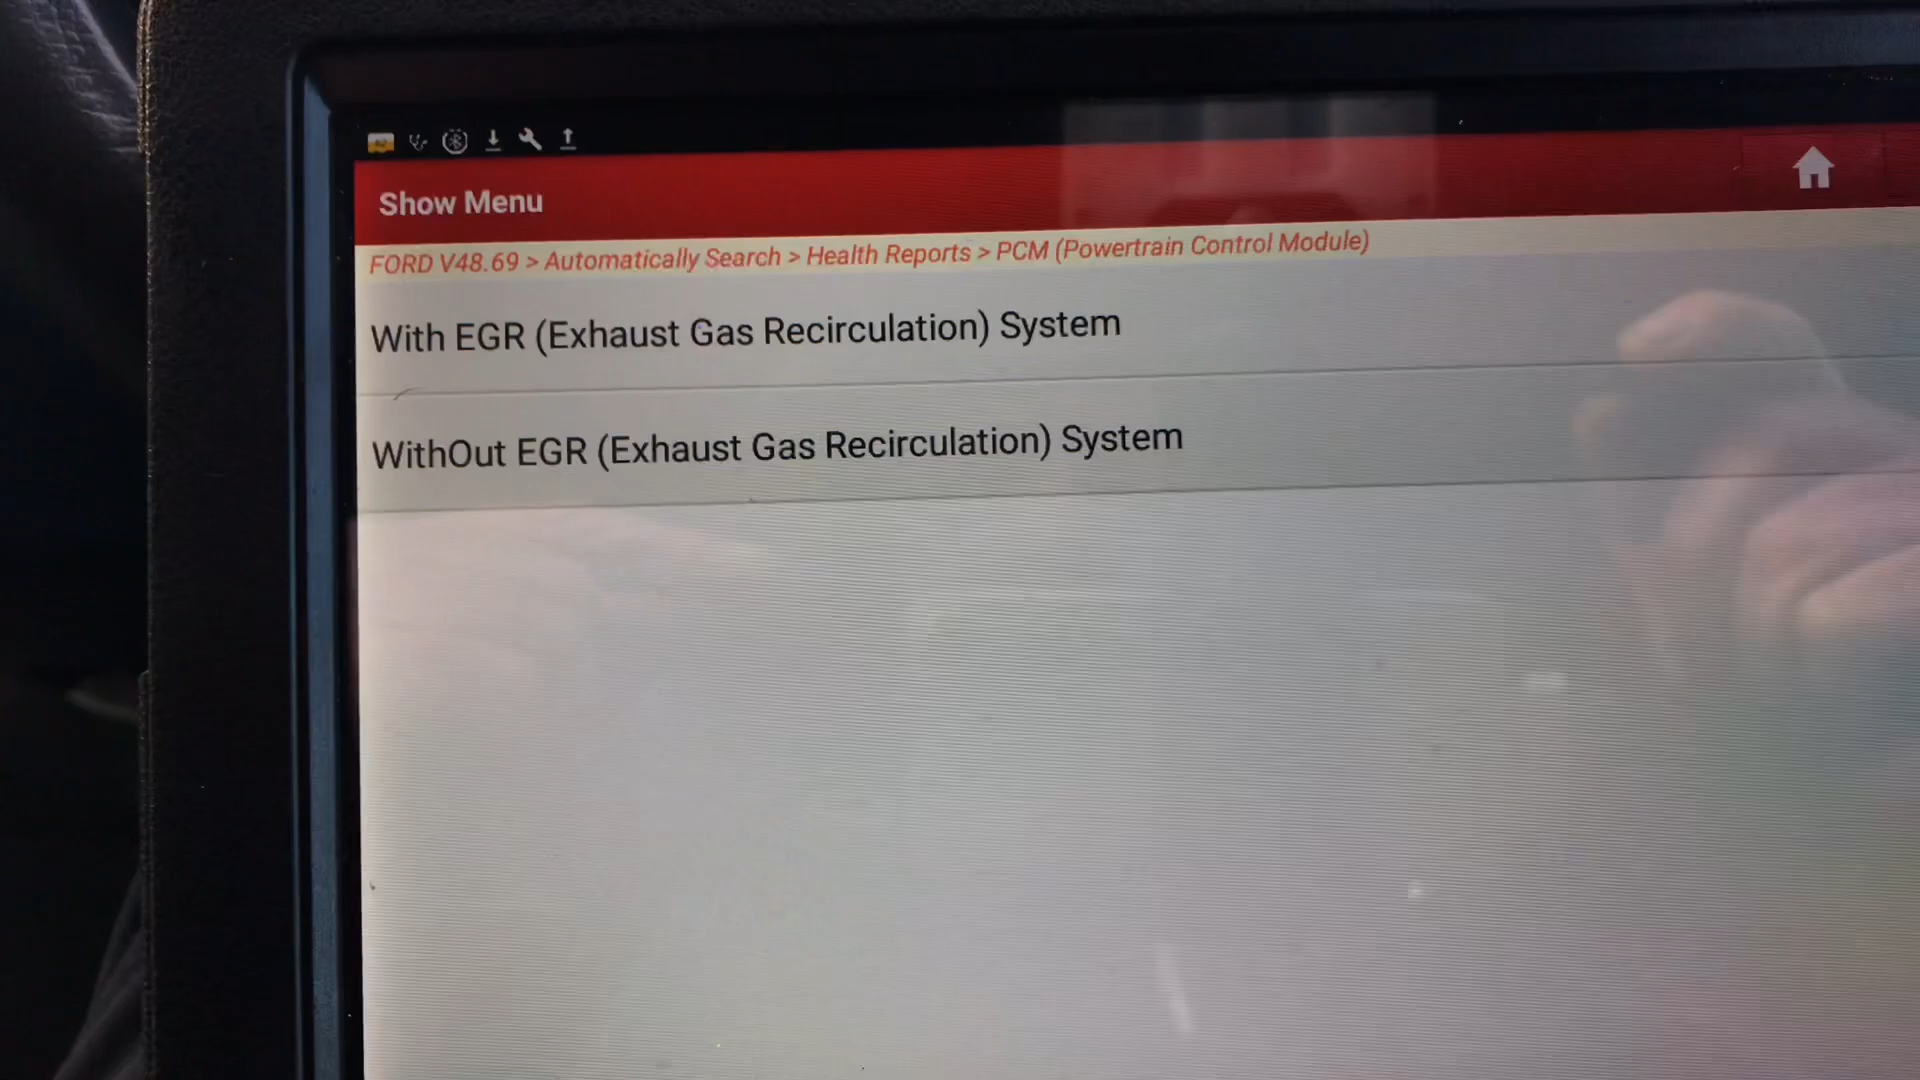 Show Menu
FORD V48.69 > Automatically Search > Health Reports > PCM (Powertrain Control Module)
With EGR (Exhaust Gas Recirculation) System
WithOut EGR (Exhaust Gas Recirculation) System